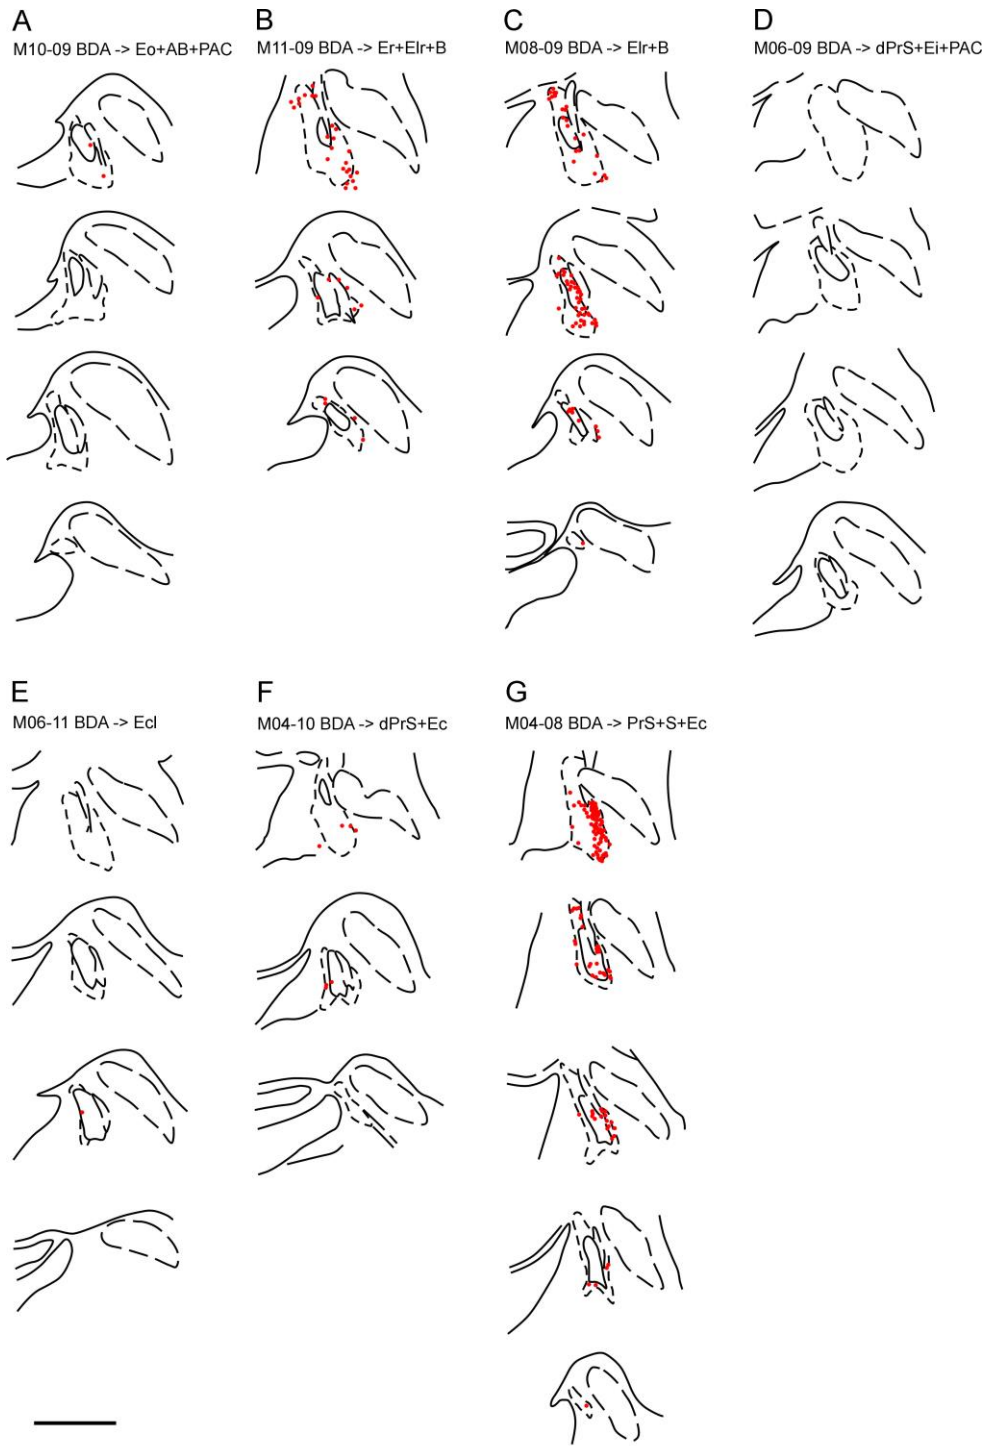 A
M10-09 BDA -> Eo+AB+PAC
B
M11-09 BDA -> Er+Elr+B
C
M08-09 BDA -> Elr+B
D
M06-09 BDA -> dPrS+Ei+PAC
E
M06-11 BDA -> Ecl
F
M04-10 BDA -> dPrS+Ec
G
M04-08 BDA -> PrS+S+Ec